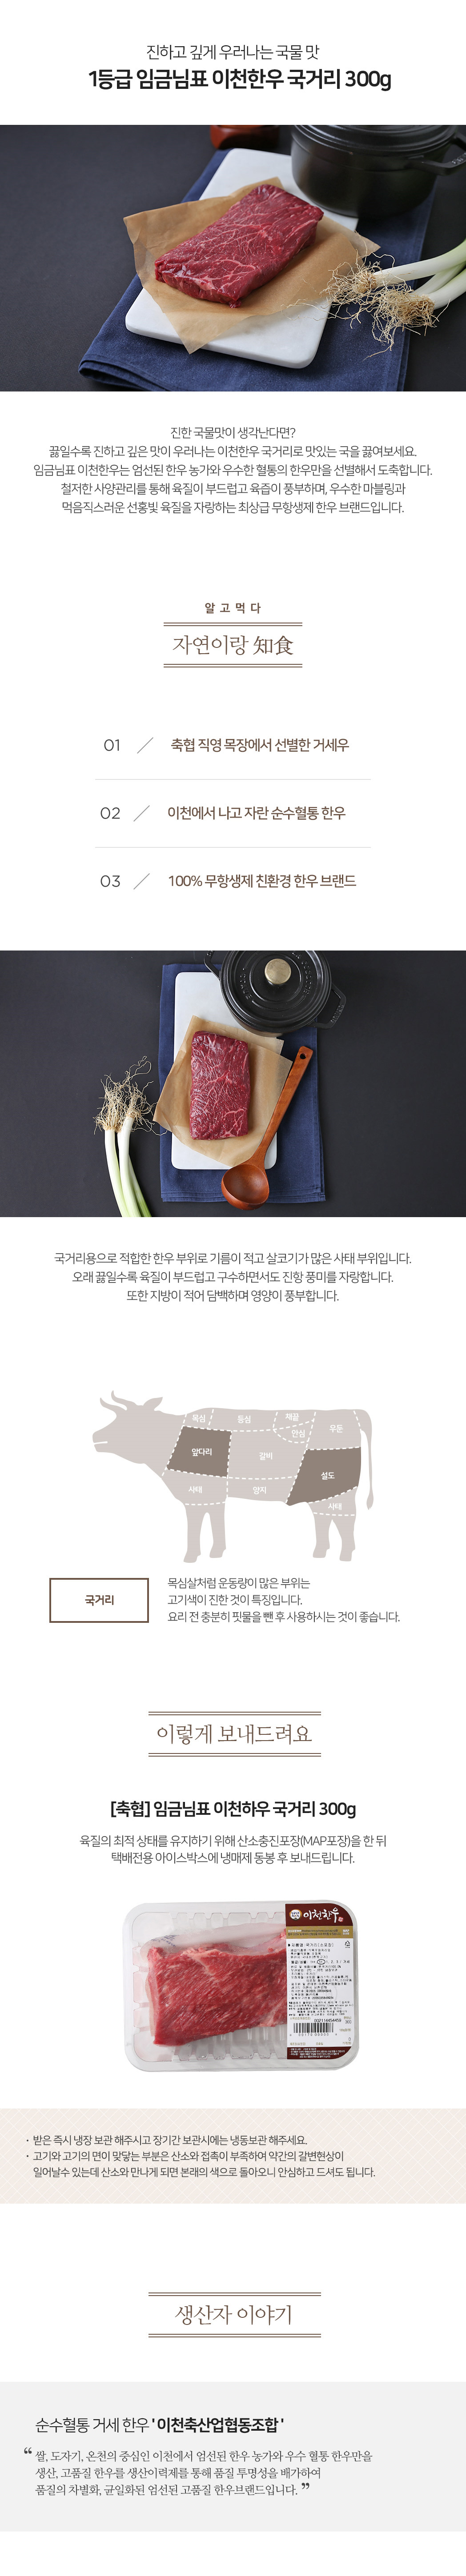 진하고 깊게 우러나는 국물 맛
1등급 임금님표 이천한우 국거리 300g
진한 국물맛이 생각난다면?
끓일수록 진하고 깊은 맛이 우러나는 이천한우 국거리로 맛있는 국을 끓여보세요.
임금님표 이천한우는 엄선된 한우 농가와 우수한 혈통의 한우만을 선별해서 도축합니다.
철저한 사양관리를 통해 육질이 부드럽고 육즙이 풍부하며, 우수한 마블링과
먹음직스러운 선홍빛 육질을 자랑하는 최상급 무항생제 한우 브랜드입니다.
알고먹다
자연이랑 知食
01 / 축협 직영 목장에서 선별한 거세우
02 / 이천에서 나고 자란 순수혈통 한우
03 / 100% 무항생제 친환경 한우 브랜드
국거리용으로 적합한 한우 부위로 기름이 적고 살코기가 많은 사태 부위입니다.
오래 끓일수록 육질이 부드럽고 구수하면서도 진항 풍미를 자랑합니다.
또한 지방이 적어 담백하며 영양이 풍부합니다.
목심 등심 채끝 안심 우둔
앞다리 갈비 설도
사태 양지 사태
국거리
목심살처럼 운동량이 많은 부위는
고기색이 진한 것이 특징입니다.
요리 전 충분히 핏물을 뺀 후 사용하시는 것이 좋습니다.
이렇게 보내드려요
[축협] 임금님표 이천하우 국거리 300g
육질의 최적 상태를 유지하기 위해 산소충진포장(MAP포장)을 한 뒤
택배전용 아이스박스에 냉매제 동봉 후 보내드립니다.
이천한우
· 받은 즉시 냉장 보관 해주시고 장기간 보관시에는 냉동보관 해주세요.
· 고기와 고기의 면이 맞닿는 부분은 산소와 접촉이 부족하여 약간의 갈변현상이
일어날수 있는데 산소와 만나게 되면 본래의 색으로 돌아오니 안심하고 드셔도 됩니다.
생산자 이야기
순수혈통 거세 한우 ' 이천축산업협동조합 '
“ 쌀, 도자기, 온천의 중심인 이천에서 엄선된 한우 농가와 우수 혈통 한우만을
생산, 고품질 한우를 생산이력제를 통해 품질 투명성을 배가하여
품질의 차별화, 균일화된 엄선된 고품질 한우브랜드입니다. ”